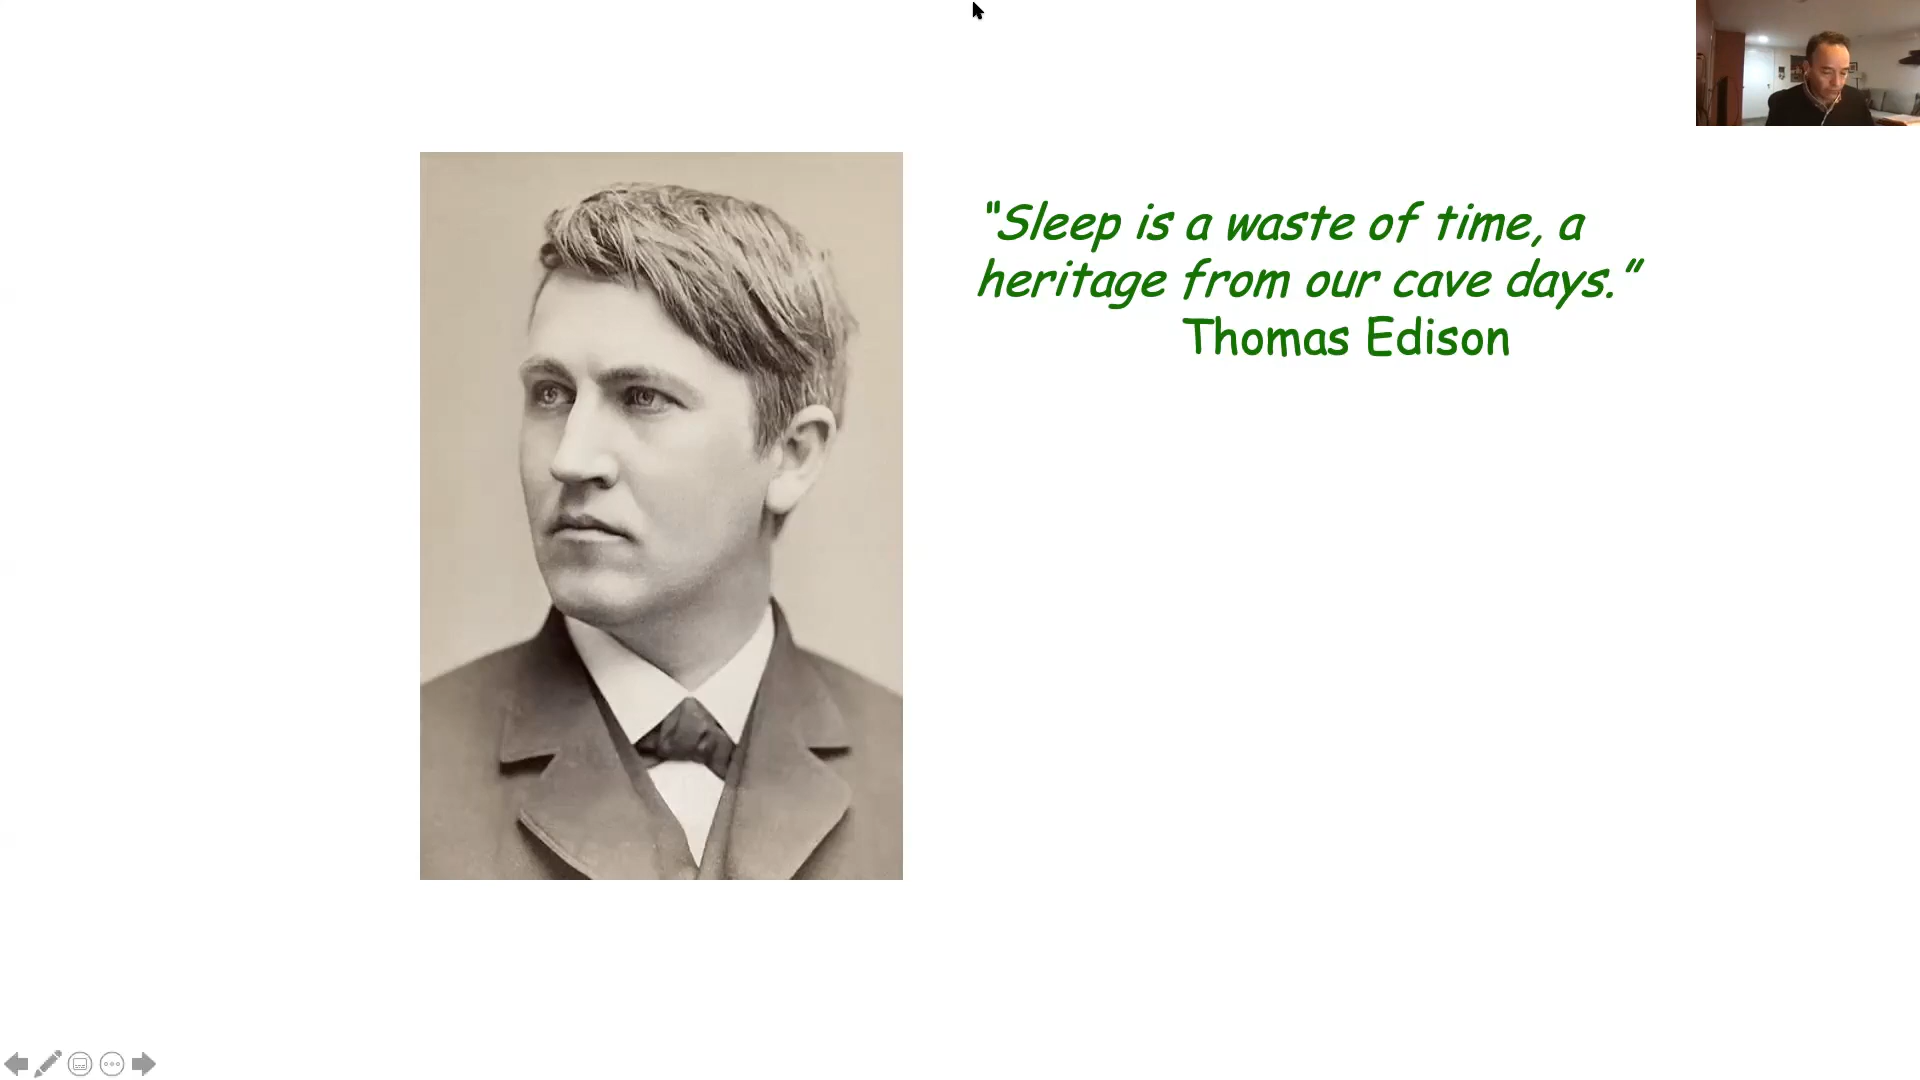 “Sleep is a waste of time, a
heritage from our cave days.”
Thomas Edison